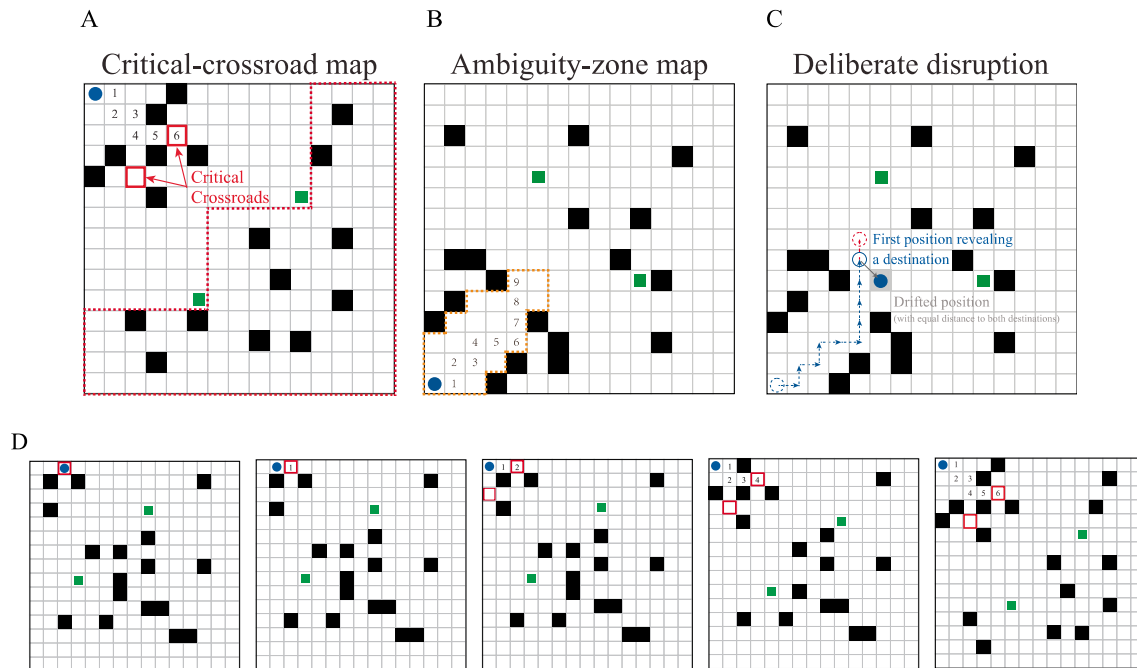 A
B
C
Critical-crossroad map
Ambiguity-zone map
Deliberate disruption
1
2 3
4 5 6
Critical
Crossroads
9
8
7
4 5 6
2 3
1
First position revealing
a destination
Drifted position
(with equal distance to both destinations)
D
1
1 2
1
2 3 4
1
2 3
4 5 6